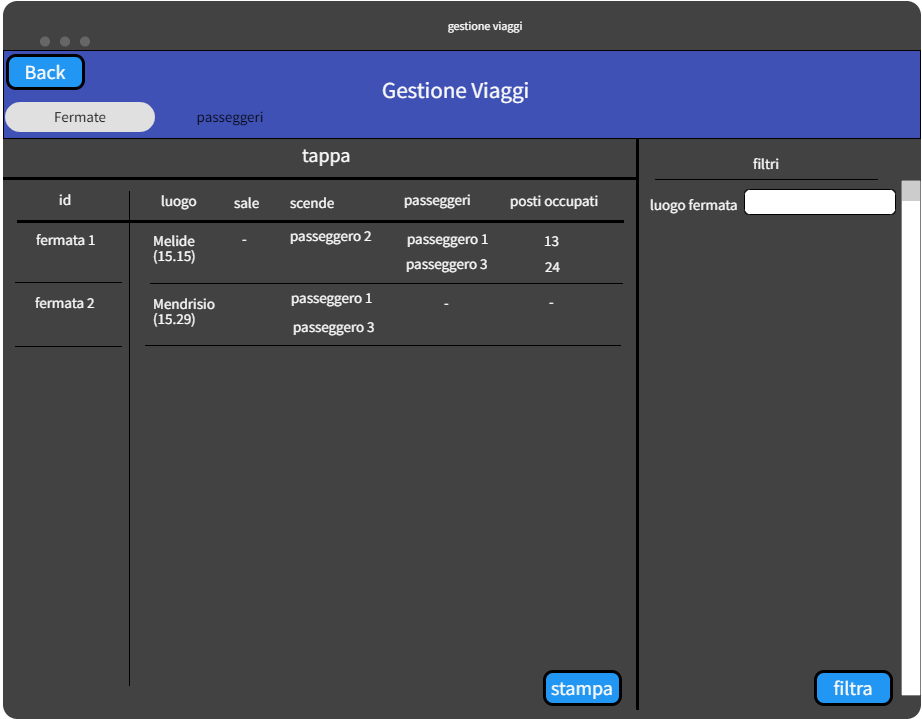 gestione viaggi
Back
Gestione Viaggi
Fermate passeggeri
tappa
filtri
id luogo sale scende passeggeri posti occupati
luogo fermata
fermata 1 Melide - passeggero 2 passeggero 1 13
(15.15) passeggero 3 24
fermata 2 Mendrisio passeggero 1 - -
(15.29) passeggero 3
stampa
filtra